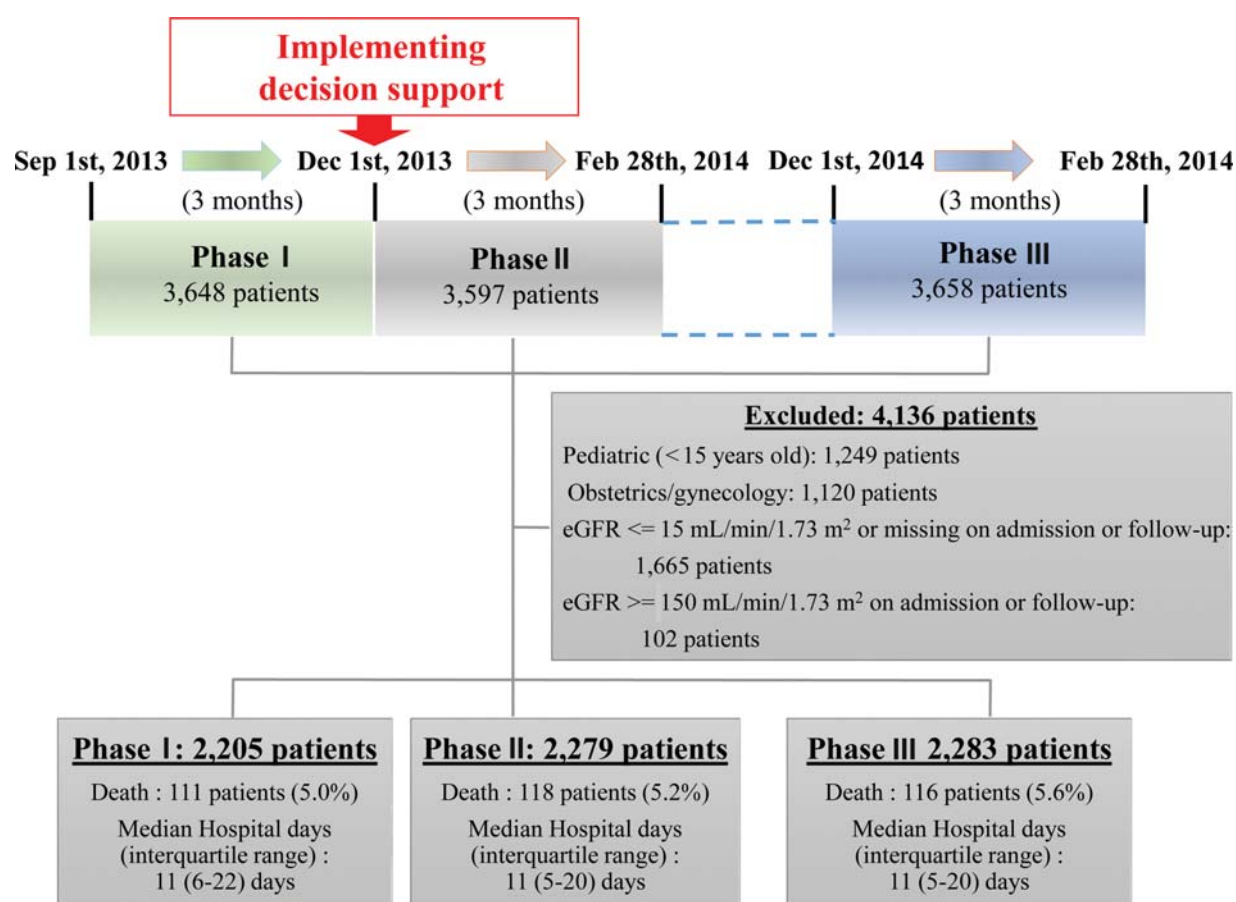 Implementing
decision support
Sep 1st, 2013 Dec 1st, 2013 Feb 28th, 2014 Dec 1st, 2014 Feb 28th, 2014
(3 months) (3 months) (3 months)
Phase I Phase II Phase III
3,648 patients 3,597 patients 3,658 patients
Excluded: 4,136 patients
Pediatric (<15 years old): 1,249 patients
Obstetrics/gynecology: 1,120 patients
eGFR <= 15 mL/min/1.73 m² or missing on admission or follow-up:
1,665 patients
eGFR >= 150 mL/min/1.73 m² on admission or follow-up:
102 patients
Phase I: 2,205 patients
Death : 111 patients (5.0%)
Median Hospital days
(interquartile range) :
11 (6-22) days
Phase II: 2,279 patients
Death : 118 patients (5.2%)
Median Hospital days
(interquartile range) :
11 (5-20) days
Phase III 2,283 patients
Death : 116 patients (5.6%)
Median Hospital days
(interquartile range) :
11 (5-20) days